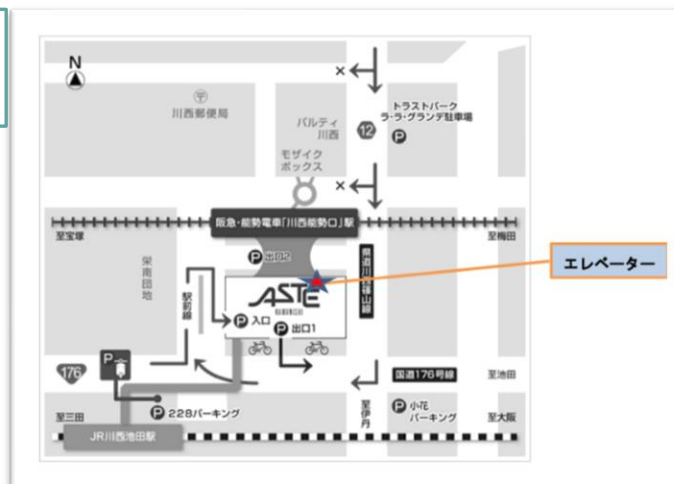 N
川西郵便局
パルティ
川西
モザイク
ボックス
12
トラストパーク
ラ・ラ・グランデ駐車場
P
阪急・能勢電車「川西能勢口」駅
至宝塚
至梅田
P 出口2
栄南団地
駅前線
県道川西篠山線
エレベーター
ASTE
P 入口
P 出口1
176
P
国道176号線
至池田
至三田
P 228パーキング
至伊丹
P 小花
パーキング
至大阪
JR川西池田駅